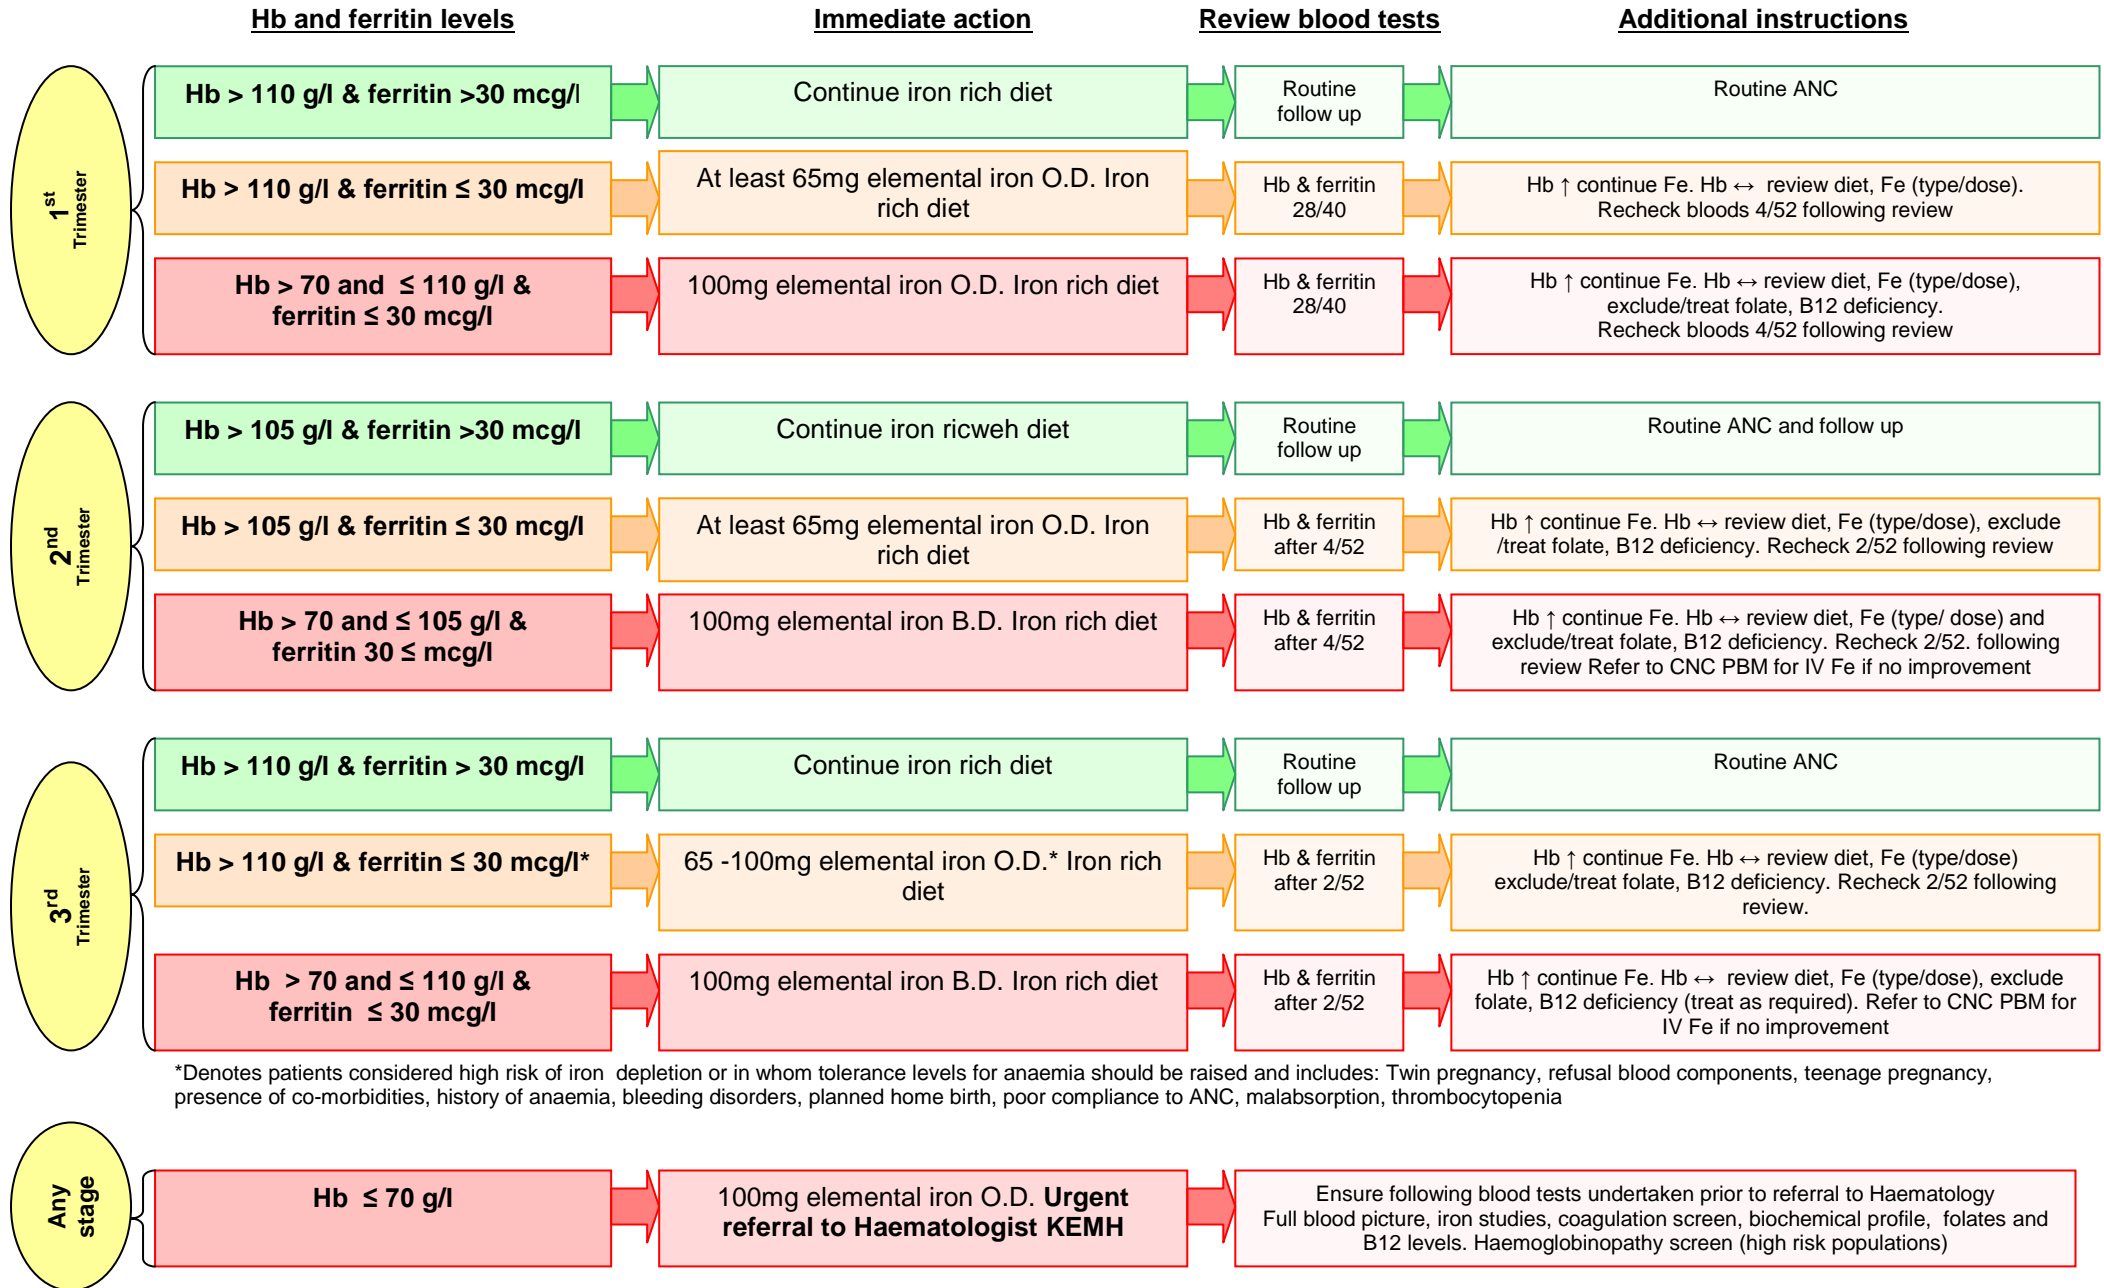 Hb and ferritin levels
Immediate action
Review blood tests
Additional instructions
1st
Trimester
Hb > 110 g/l & ferritin >30 mcg/l
Continue iron rich diet
Routine
follow up
Routine ANC
Hb > 110 g/l & ferritin ≤ 30 mcg/l
At least 65mg elemental iron O.D. Iron
rich diet
Hb & ferritin
28/40
Hb ↑ continue Fe. Hb ↔ review diet, Fe (type/dose).
Recheck bloods 4/52 following review
Hb > 70 and ≤ 110 g/l &
ferritin ≤ 30 mcg/l
100mg elemental iron O.D. Iron rich diet
Hb & ferritin
28/40
Hb ↑ continue Fe. Hb ↔ review diet, Fe (type/dose),
exclude/treat folate, B12 deficiency.
Recheck bloods 4/52 following review
2nd
Trimester
Hb > 105 g/l & ferritin >30 mcg/l
Continue iron ricweh diet
Routine
follow up
Routine ANC and follow up
Hb > 105 g/l & ferritin ≤ 30 mcg/l
At least 65mg elemental iron O.D. Iron
rich diet
Hb & ferritin
after 4/52
Hb ↑ continue Fe. Hb ↔ review diet, Fe (type/dose), exclude
/treat folate, B12 deficiency. Recheck 2/52 following review
Hb > 70 and ≤ 105 g/l &
ferritin 30 ≤ mcg/l
100mg elemental iron B.D. Iron rich diet
Hb & ferritin
after 4/52
Hb ↑ continue Fe. Hb ↔ review diet, Fe (type/ dose) and
exclude/treat folate, B12 deficiency. Recheck 2/52. following
review Refer to CNC PBM for IV Fe if no improvement
3rd
Trimester
Hb > 110 g/l & ferritin > 30 mcg/l
Continue iron rich diet
Routine
follow up
Routine ANC
Hb > 110 g/l & ferritin ≤ 30 mcg/l*
65 -100mg elemental iron O.D.* Iron rich
diet
Hb & ferritin
after 2/52
Hb ↑ continue Fe. Hb ↔ review diet, Fe (type/dose)
exclude/treat folate, B12 deficiency. Recheck 2/52 following
review.
Hb > 70 and ≤ 110 g/l &
ferritin ≤ 30 mcg/l
100mg elemental iron B.D. Iron rich diet
Hb & ferritin
after 2/52
Hb ↑ continue Fe. Hb ↔ review diet, Fe (type/dose), exclude
folate, B12 deficiency (treat as required). Refer to CNC PBM for
IV Fe if no improvement
*Denotes patients considered high risk of iron depletion or in whom tolerance levels for anaemia should be raised and includes: Twin pregnancy, refusal blood components, teenage pregnancy,
presence of co-morbidities, history of anaemia, bleeding disorders, planned home birth, poor compliance to ANC, malabsorption, thrombocytopenia
Any
stage
Hb ≤ 70 g/l
100mg elemental iron O.D. Urgent
referral to Haematologist KEMH
Ensure following blood tests undertaken prior to referral to Haematology
Full blood picture, iron studies, coagulation screen, biochemical profile, folates and
B12 levels. Haemoglobinopathy screen (high risk populations)